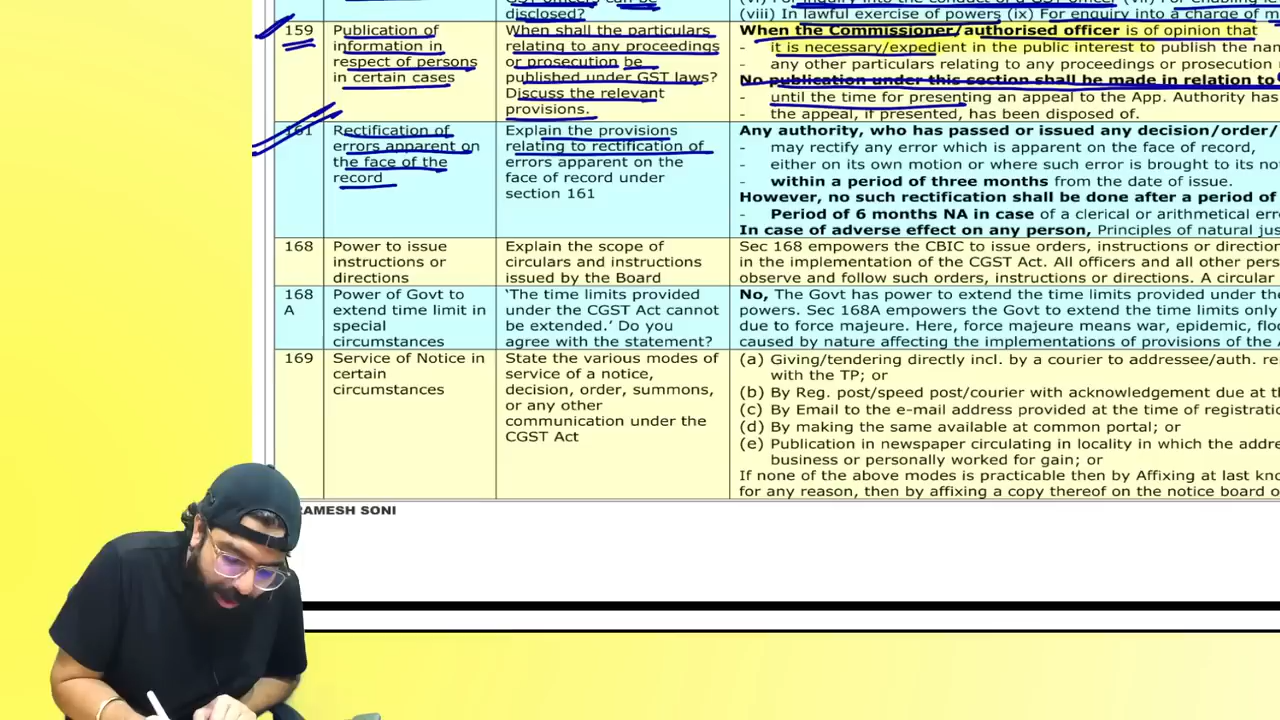 GST officers can be
disclosed?
(viii) In lawful exercise of powers (ix) For enquiry into a charge of m
159
Publication of
information in
respect of persons
in certain cases
When shall the particulars
relating to any proceedings
or prosecution be
published under GST laws?
Discuss the relevant
provisions.
When the Commissioner/authorised officer is of opinion that
- it is necessary/expedient in the public interest to publish the nam
- any other particulars relating to any proceedings or prosecution
No publication under this section shall be made in relation to
- until the time for presenting an appeal to the App. Authority has
- the appeal, if presented, has been disposed of.
161
Rectification of
errors apparent on
the face of the
record
Explain the provisions
relating to rectification of
errors apparent on the
face of record under
section 161
Any authority, who has passed or issued any decision/order/
- may rectify any error which is apparent on the face of record,
- either on its own motion or where such error is brought to its no
- within a period of three months from the date of issue.
However, no such rectification shall be done after a period of
- Period of 6 months NA in case of a clerical or arithmetical err
In case of adverse effect on any person, Principles of natural jus
168
Power to issue
instructions or
directions
Explain the scope of
circulars and instructions
issued by the Board
Sec 168 empowers the CBIC to issue orders, instructions or direction
in the implementation of the CGST Act. All officers and all other pers
observe and follow such orders, instructions or directions. A circular
168
A
Power of Govt to
extend time limit in
special
circumstances
‘The time limits provided
under the CGST Act cannot
be extended.’ Do you
agree with the statement?
No, The Govt has power to extend the time limits provided under the
powers. Sec 168A empowers the Govt to extend the time limits only
due to force majeure. Here, force majeure means war, epidemic, floo
caused by nature affecting the implementations of provisions of the A
169
Service of Notice in
certain
circumstances
State the various modes of
service of a notice,
decision, order, summons,
or any other
communication under the
CGST Act
(a) Giving/tendering directly incl. by a courier to addressee/auth. re
with the TP; or
(b) By Reg. post/speed post/courier with acknowledgement due at th
(c) By Email to the e-mail address provided at the time of registratio
(d) By making the same available at common portal; or
(e) Publication in newspaper circulating in locality in which the addre
business or personally worked for gain; or
If none of the above modes is practicable then by Affixing at last kno
for any reason, then by affixing a copy thereof on the notice board o
RAMESH SONI